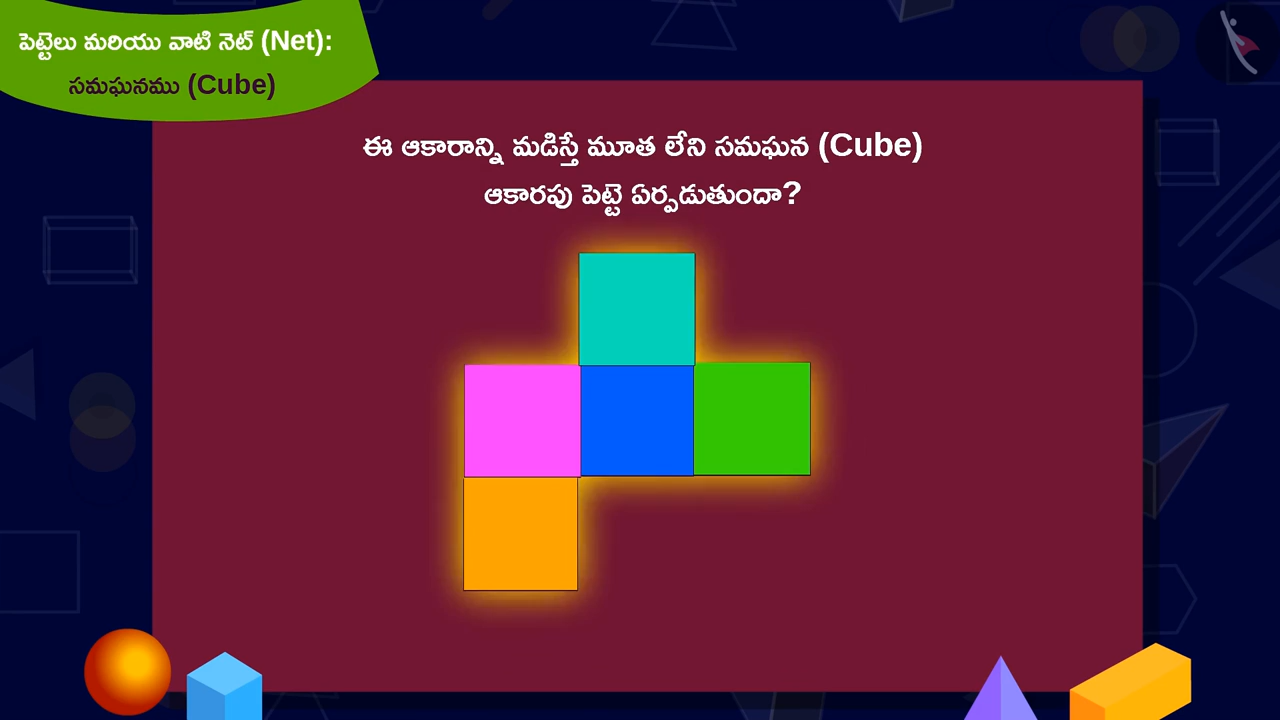 పెట్టెలు మరియు వాటి నెట్ (Net):
సమఘనము (Cube)
ఈ ఆకారాన్ని మడిస్తే మూత లేని సమఘన (Cube)
ఆకారపు పెట్టె ఏర్పడుతుందా?